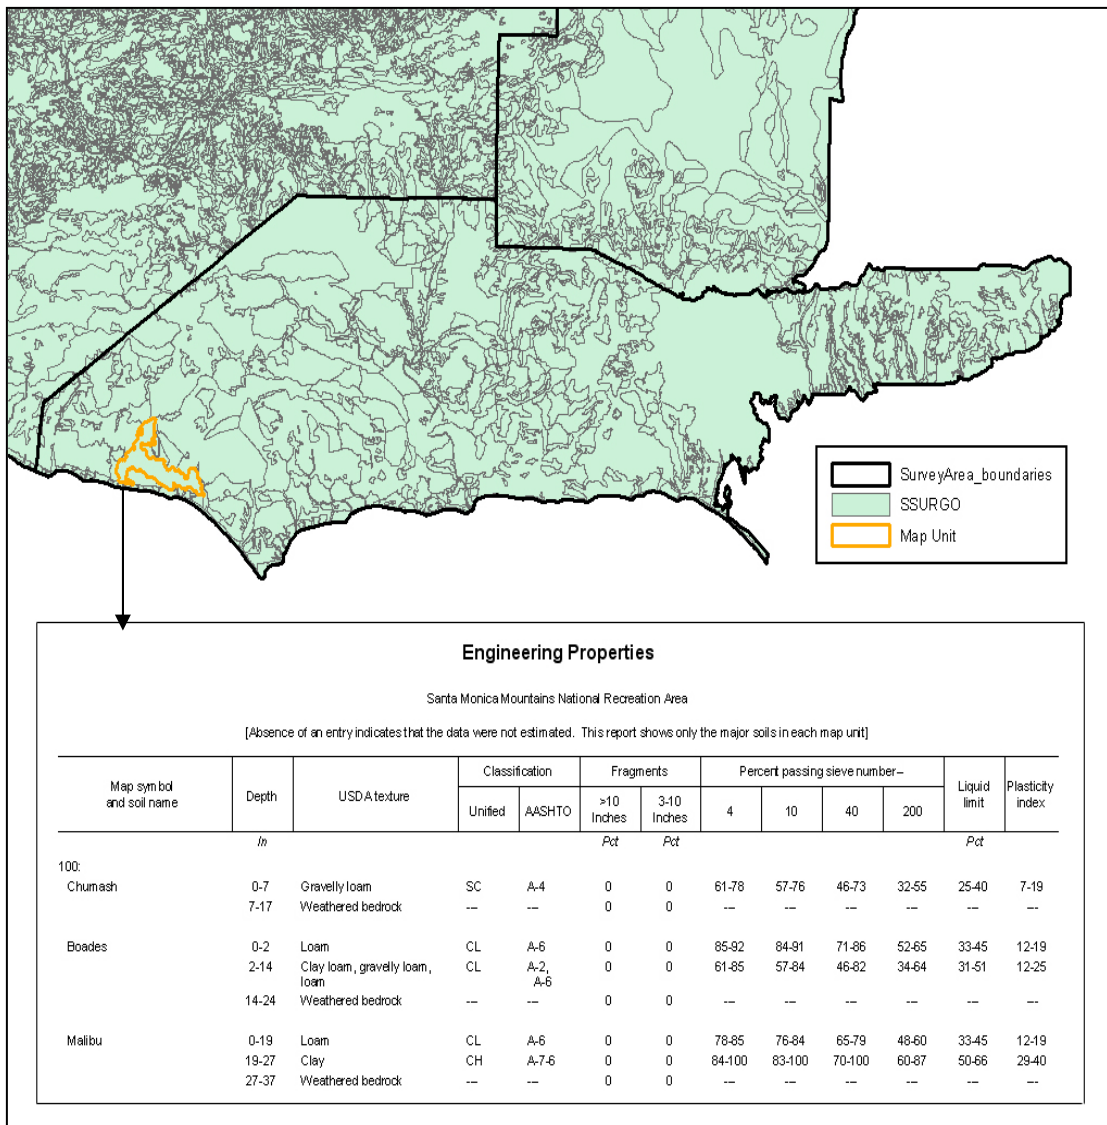 SurveyArea_boundaries
SSURGO
Map Unit
Engineering Properties
Santa Monica Mountains National Recreation Area
[Absence of an entry indicates that the data were not estimated. This report shows only the major soils in each map unit]
Map symbol and soil name Depth USDA texture Classification Fragments Percent passing sieve number-- Liquid limit Plasticity index
Unified AASHTO >10 Inches 3-10 Inches 4 10 40 200
In Pct Pct Pct
100:
Chumash 0-7 Gravelly loam SC A-4 0 0 61-78 57-76 46-73 32-55 25-40 7-19
7-17 Weathered bedrock --- --- 0 0 --- --- --- --- --- ---
Boades 0-2 Loam CL A-6 0 0 85-92 84-91 71-86 52-65 33-45 12-19
2-14 Clay loam, gravelly loam, loam CL A-2, A-6 0 0 61-85 57-84 46-82 34-64 31-51 12-25
14-24 Weathered bedrock --- --- 0 0 --- --- --- --- --- ---
Malibu 0-19 Loam CL A-6 0 0 78-85 76-84 65-79 48-60 33-45 12-19
19-27 Clay CH A-7-6 0 0 84-100 83-100 70-100 60-87 50-66 29-40
27-37 Weathered bedrock --- --- 0 0 --- --- --- --- --- ---